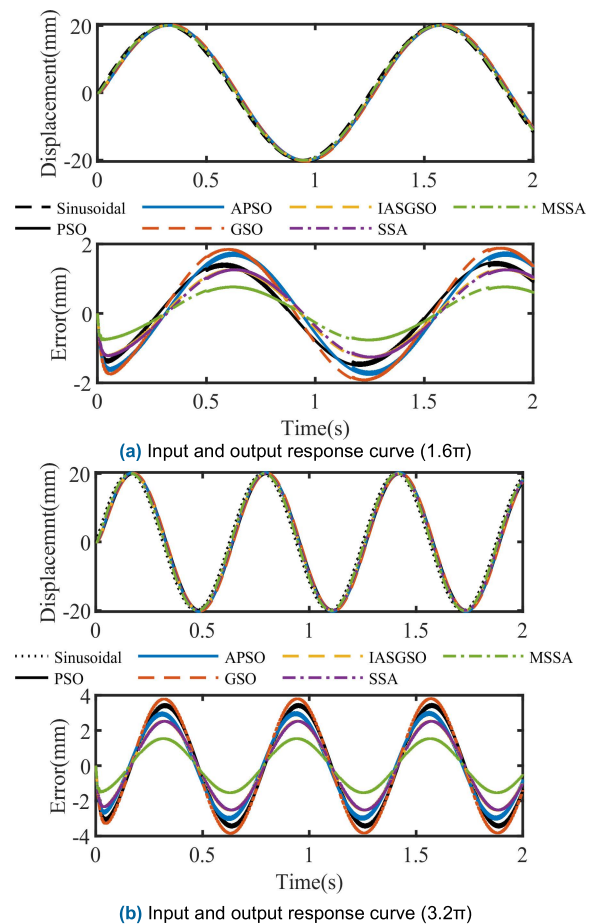 Displacement(mm)
20
0
-20
0 0.5 1 1.5 2
Sinusoidal APSO IASGSO MSSA
PSO GSO SSA
Error(mm)
2
0
-2
0 0.5 1 1.5 2
Time(s)
(a) Input and output response curve (1.6π)
Displacemnt(mm)
20
0
-20
0 0.5 1 1.5 2
Sinusoidal APSO IASGSO MSSA
PSO GSO SSA
Error(mm)
4
2
0
-2
-4
0 0.5 1 1.5 2
Time(s)
(b) Input and output response curve (3.2π)